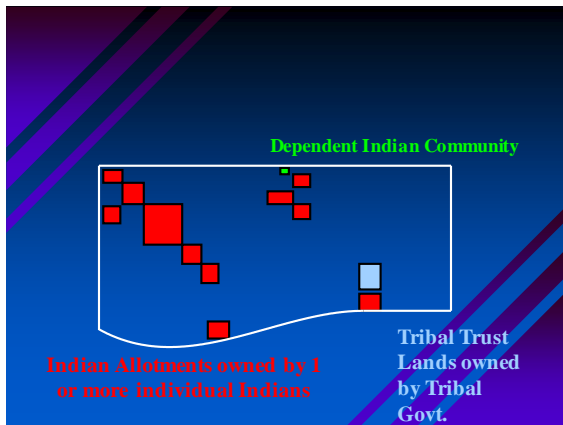 Dependent Indian Community
Indian Allotments owned by 1
or more individual Indians
Tribal Trust
Lands owned
by Tribal
Govt.